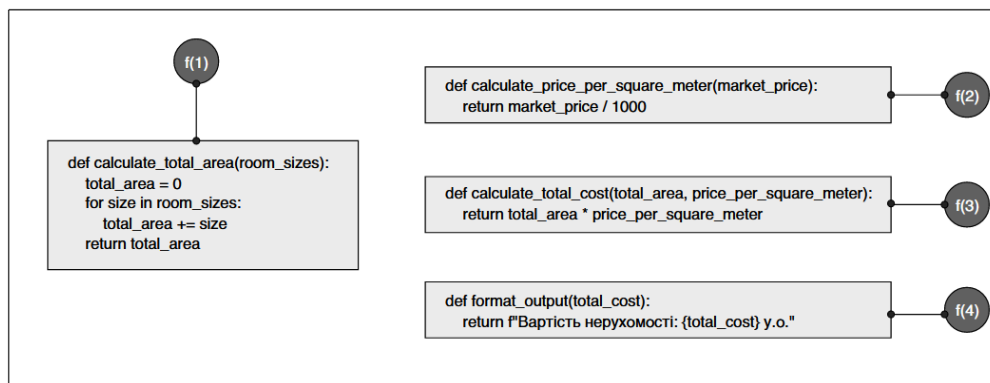 f(1)
def calculate_total_area(room_sizes):
total_area = 0
for size in room_sizes:
total_area += size
return total_area
def calculate_price_per_square_meter(market_price):
return market_price / 1000
f(2)
def calculate_total_cost(total_area, price_per_square_meter):
return total_area * price_per_square_meter
f(3)
def format_output(total_cost):
return f"Вартість нерухомості: {total_cost} у.о."
f(4)